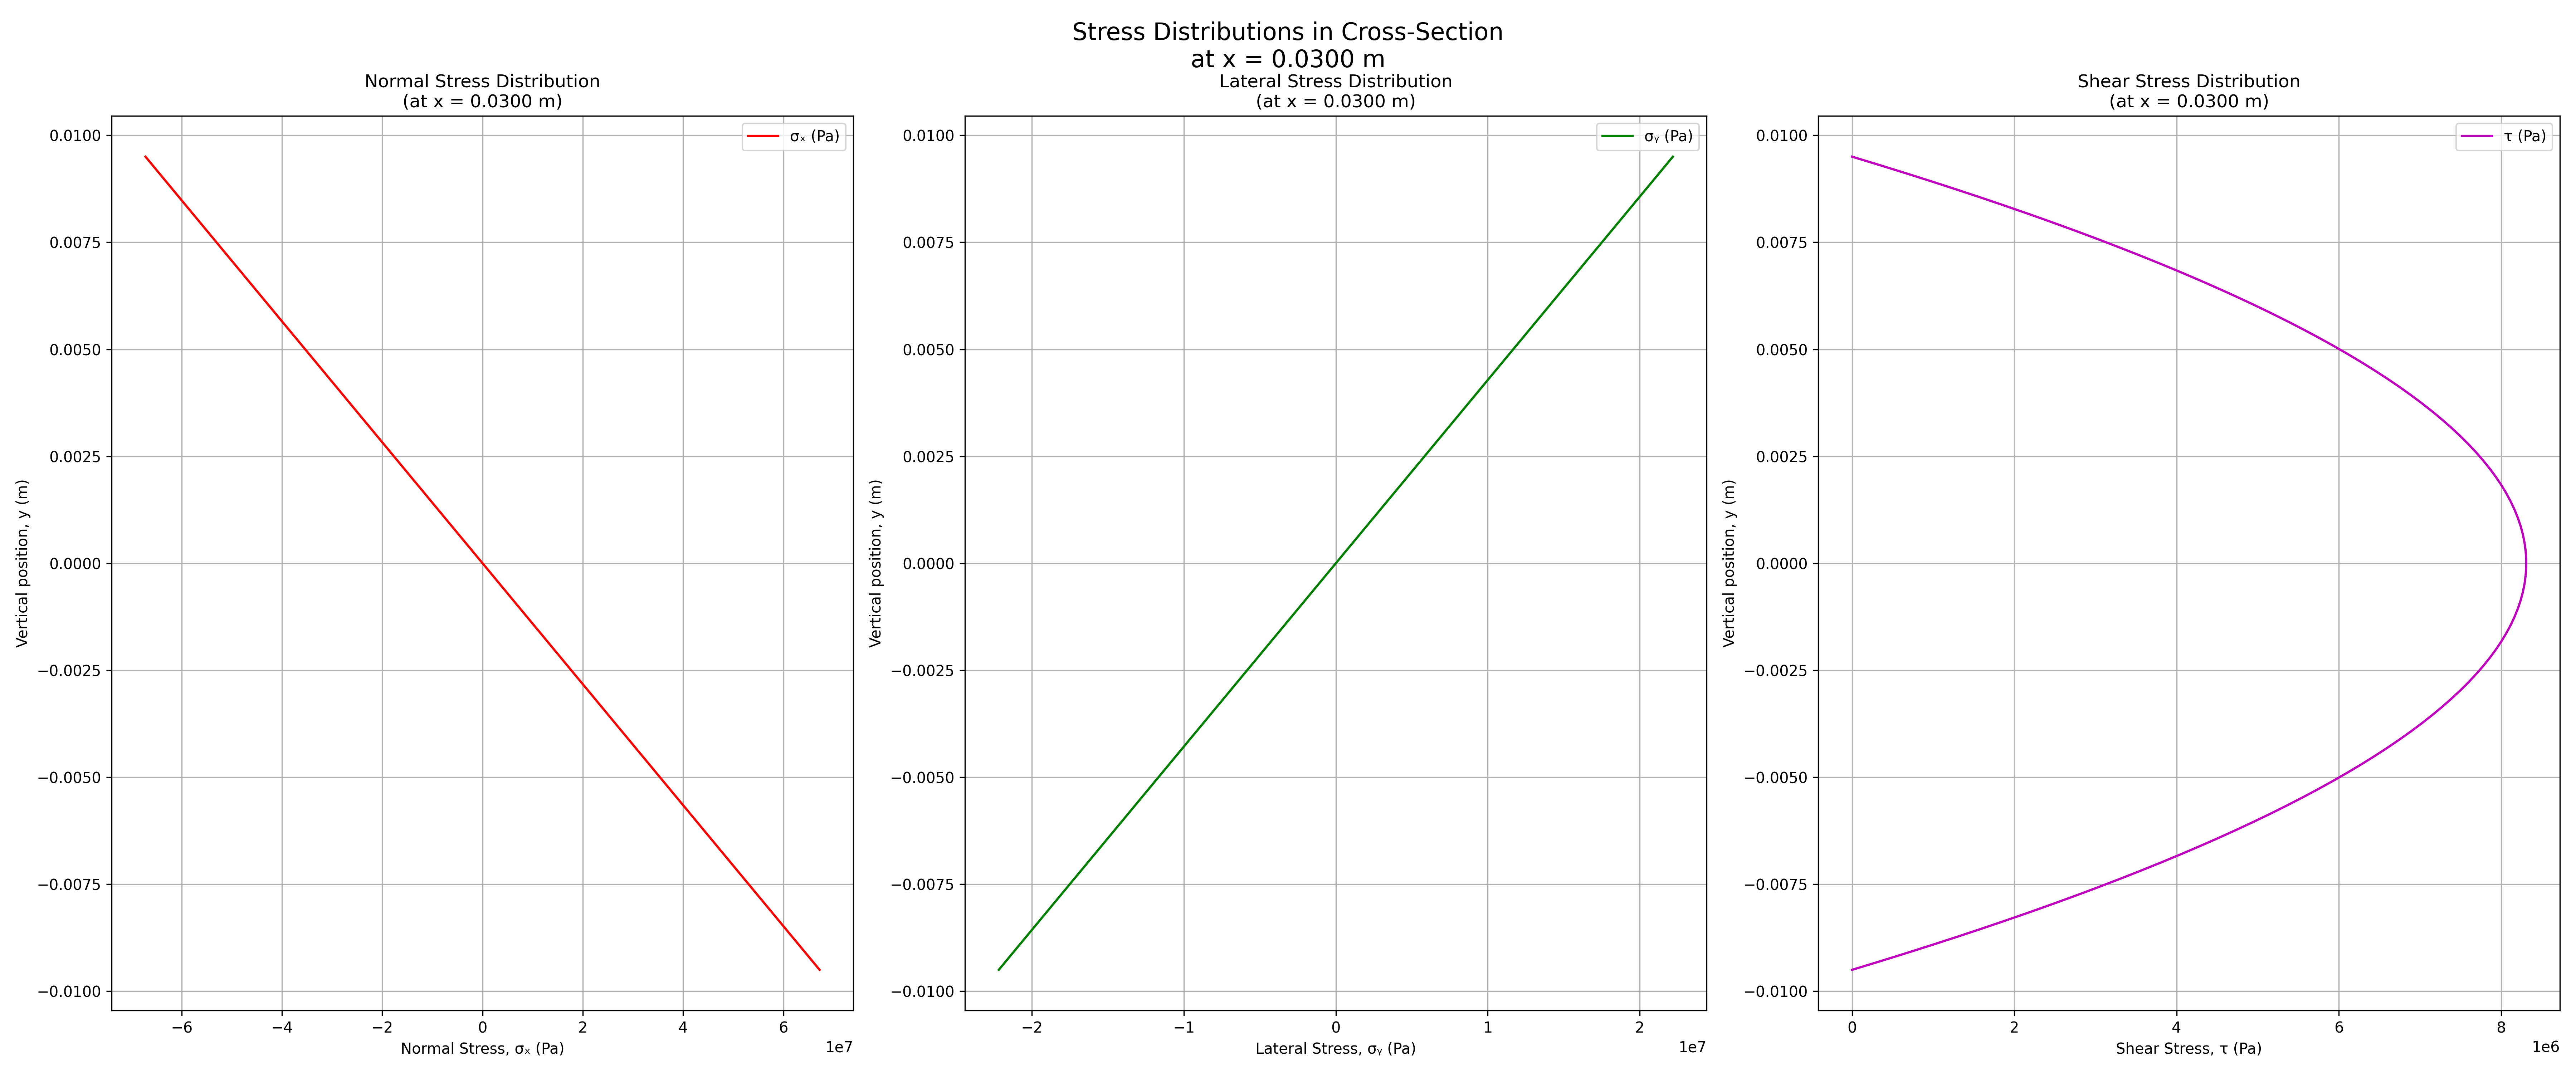 Stress Distributions in Cross-Section
at x = 0.0300 m
Normal Stress Distribution
(at x = 0.0300 m)
σₓ (Pa)
0.0100
0.0075
0.0050
0.0025
0.0000
−0.0025
−0.0050
−0.0075
−0.0100
Vertical position, y (m)
−6
−4
−2
0
2
4
6
1e7
Normal Stress, σₓ (Pa)
Lateral Stress Distribution
(at x = 0.0300 m)
σᵧ (Pa)
0.0100
0.0075
0.0050
0.0025
0.0000
−0.0025
−0.0050
−0.0075
−0.0100
Vertical position, y (m)
−2
−1
0
1
2
1e7
Lateral Stress, σᵧ (Pa)
Shear Stress Distribution
(at x = 0.0300 m)
τ (Pa)
0.0100
0.0075
0.0050
0.0025
0.0000
−0.0025
−0.0050
−0.0075
−0.0100
Vertical position, y (m)
0
2
4
6
8
1e6
Shear Stress, τ (Pa)